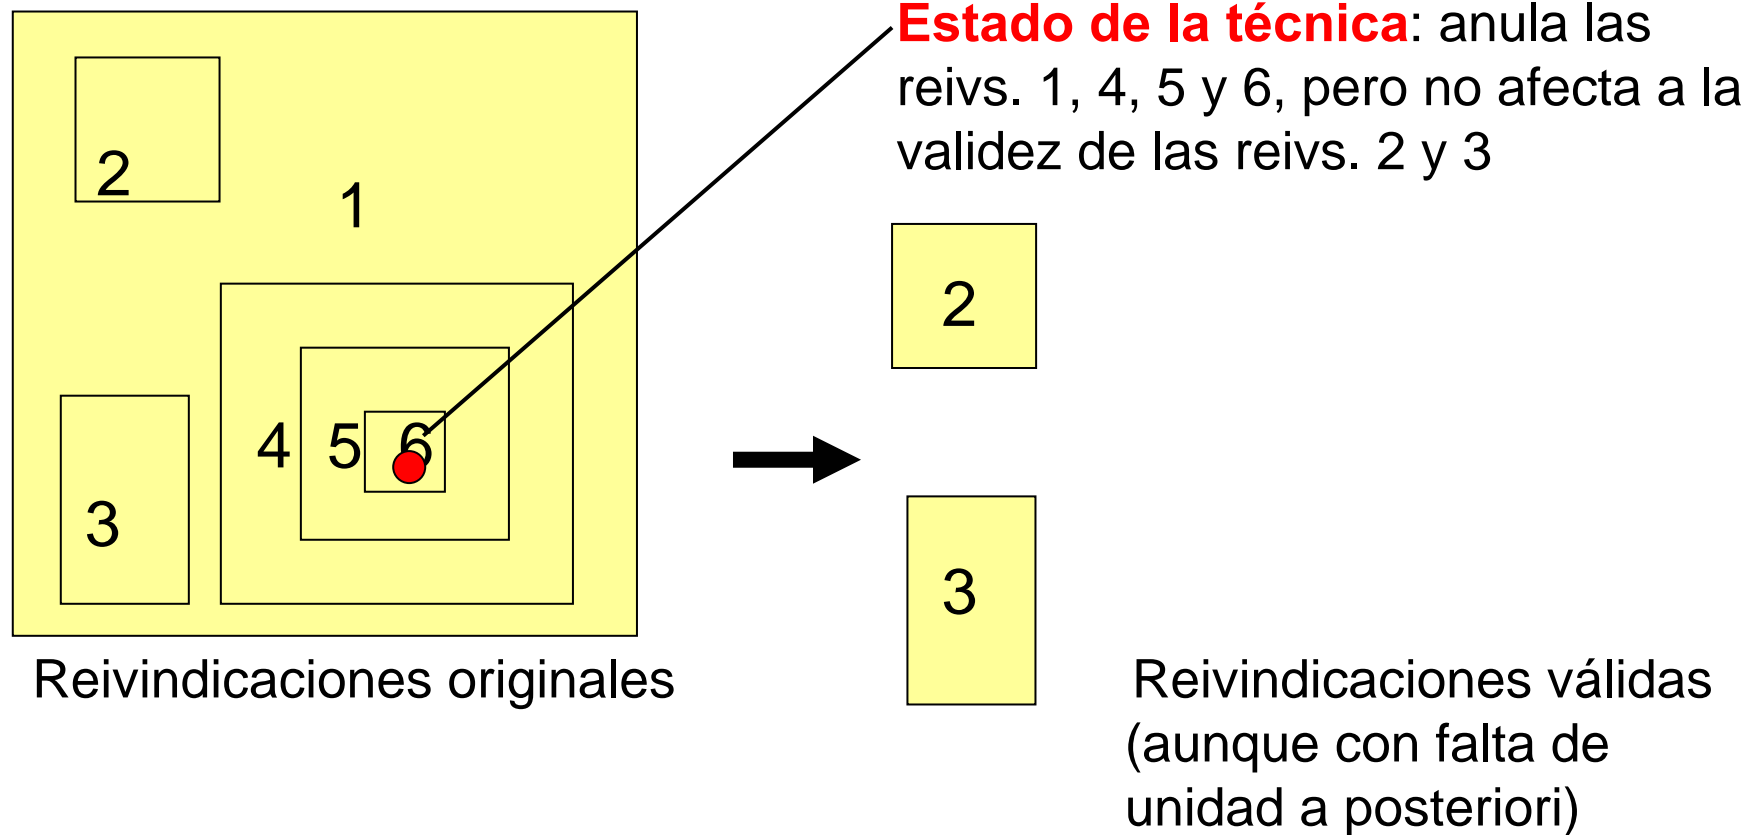 Estado de la técnica: anula las
reivs. 1, 4, 5 y 6, pero no afecta a la
validez de las reivs. 2 y 3
2
1
4 5 6
3
Reivindicaciones originales
2
3
Reivindicaciones válidas
(aunque con falta de
unidad a posteriori)